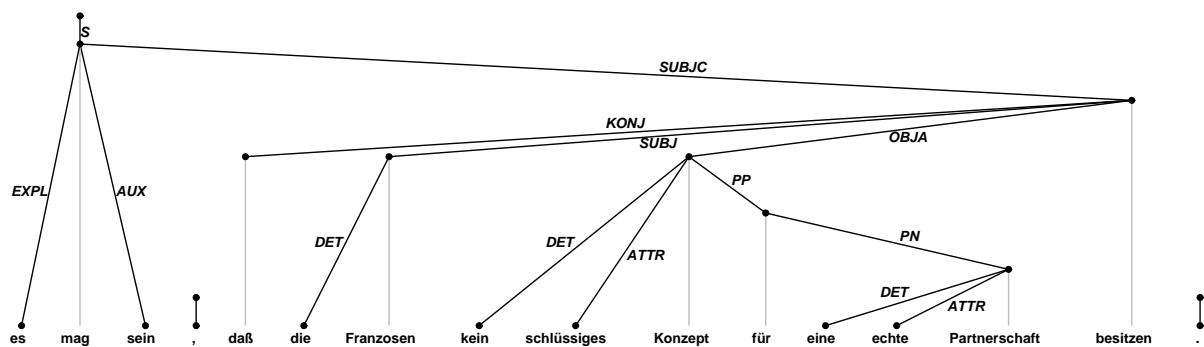 S
SUBJC
KONJ
SUBJ
OBJA
EXPL
AUX
PP
DET
DET
ATTR
PN
DET
ATTR
es mag sein , daß die Franzosen kein schlüssiges Konzept für eine echte Partnerschaft besitzen .